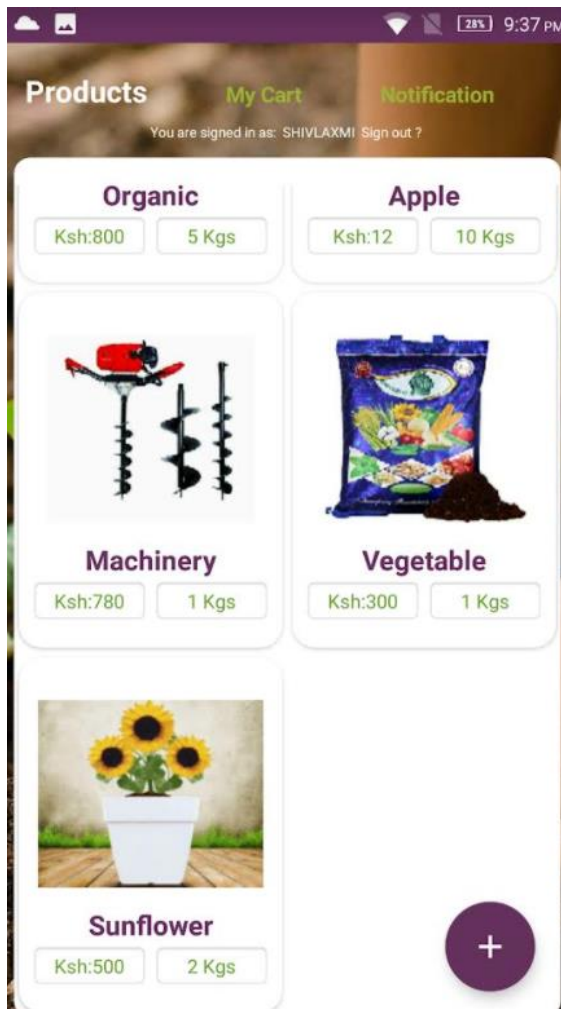 28% 9:37 PM
Products My Cart Notification
You are signed in as: SHIVLAXMI Sign out ?
Organic Apple
Ksh:800 5 Kgs Ksh:12 10 Kgs
Machinery Vegetable
Ksh:780 1 Kgs Ksh:300 1 Kgs
Sunflower
Ksh:500 2 Kgs
+